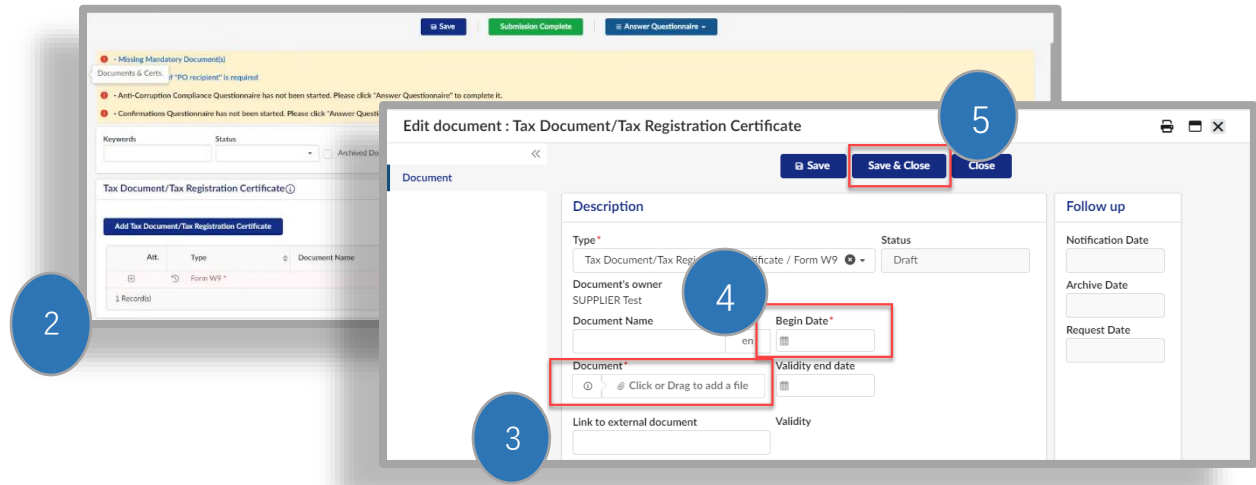 Save
Submission Complete
Answer Questionnaire
- Missing Mandatory Document(s)
Documents & Certs.
"PO recipient" is required
- Anti-Corruption Compliance Questionnaire has not been started. Please click "Answer Questionnaire" to complete it.
- Confirmations Questionnaire has not been started. Please click "Answer Questi
Keywords
Status
Archived Do
Tax Document/Tax Registration Certificate
Add Tax Document/Tax Registration Certificate
Att.
Type
Document Name
Form W9 *
1 Record(s)
2
Edit document : Tax Document/Tax Registration Certificate
5
Document
Save
Save & Close
Close
Description
Type*
Status
Tax Document/Tax Regis
ficate / Form W9
Draft
Document's owner
SUPPLIER Test
4
Document Name
en
Begin Date*
Document*
Click or Drag to add a file
Validity end date
3
Link to external document
Validity
Follow up
Notification Date
Archive Date
Request Date